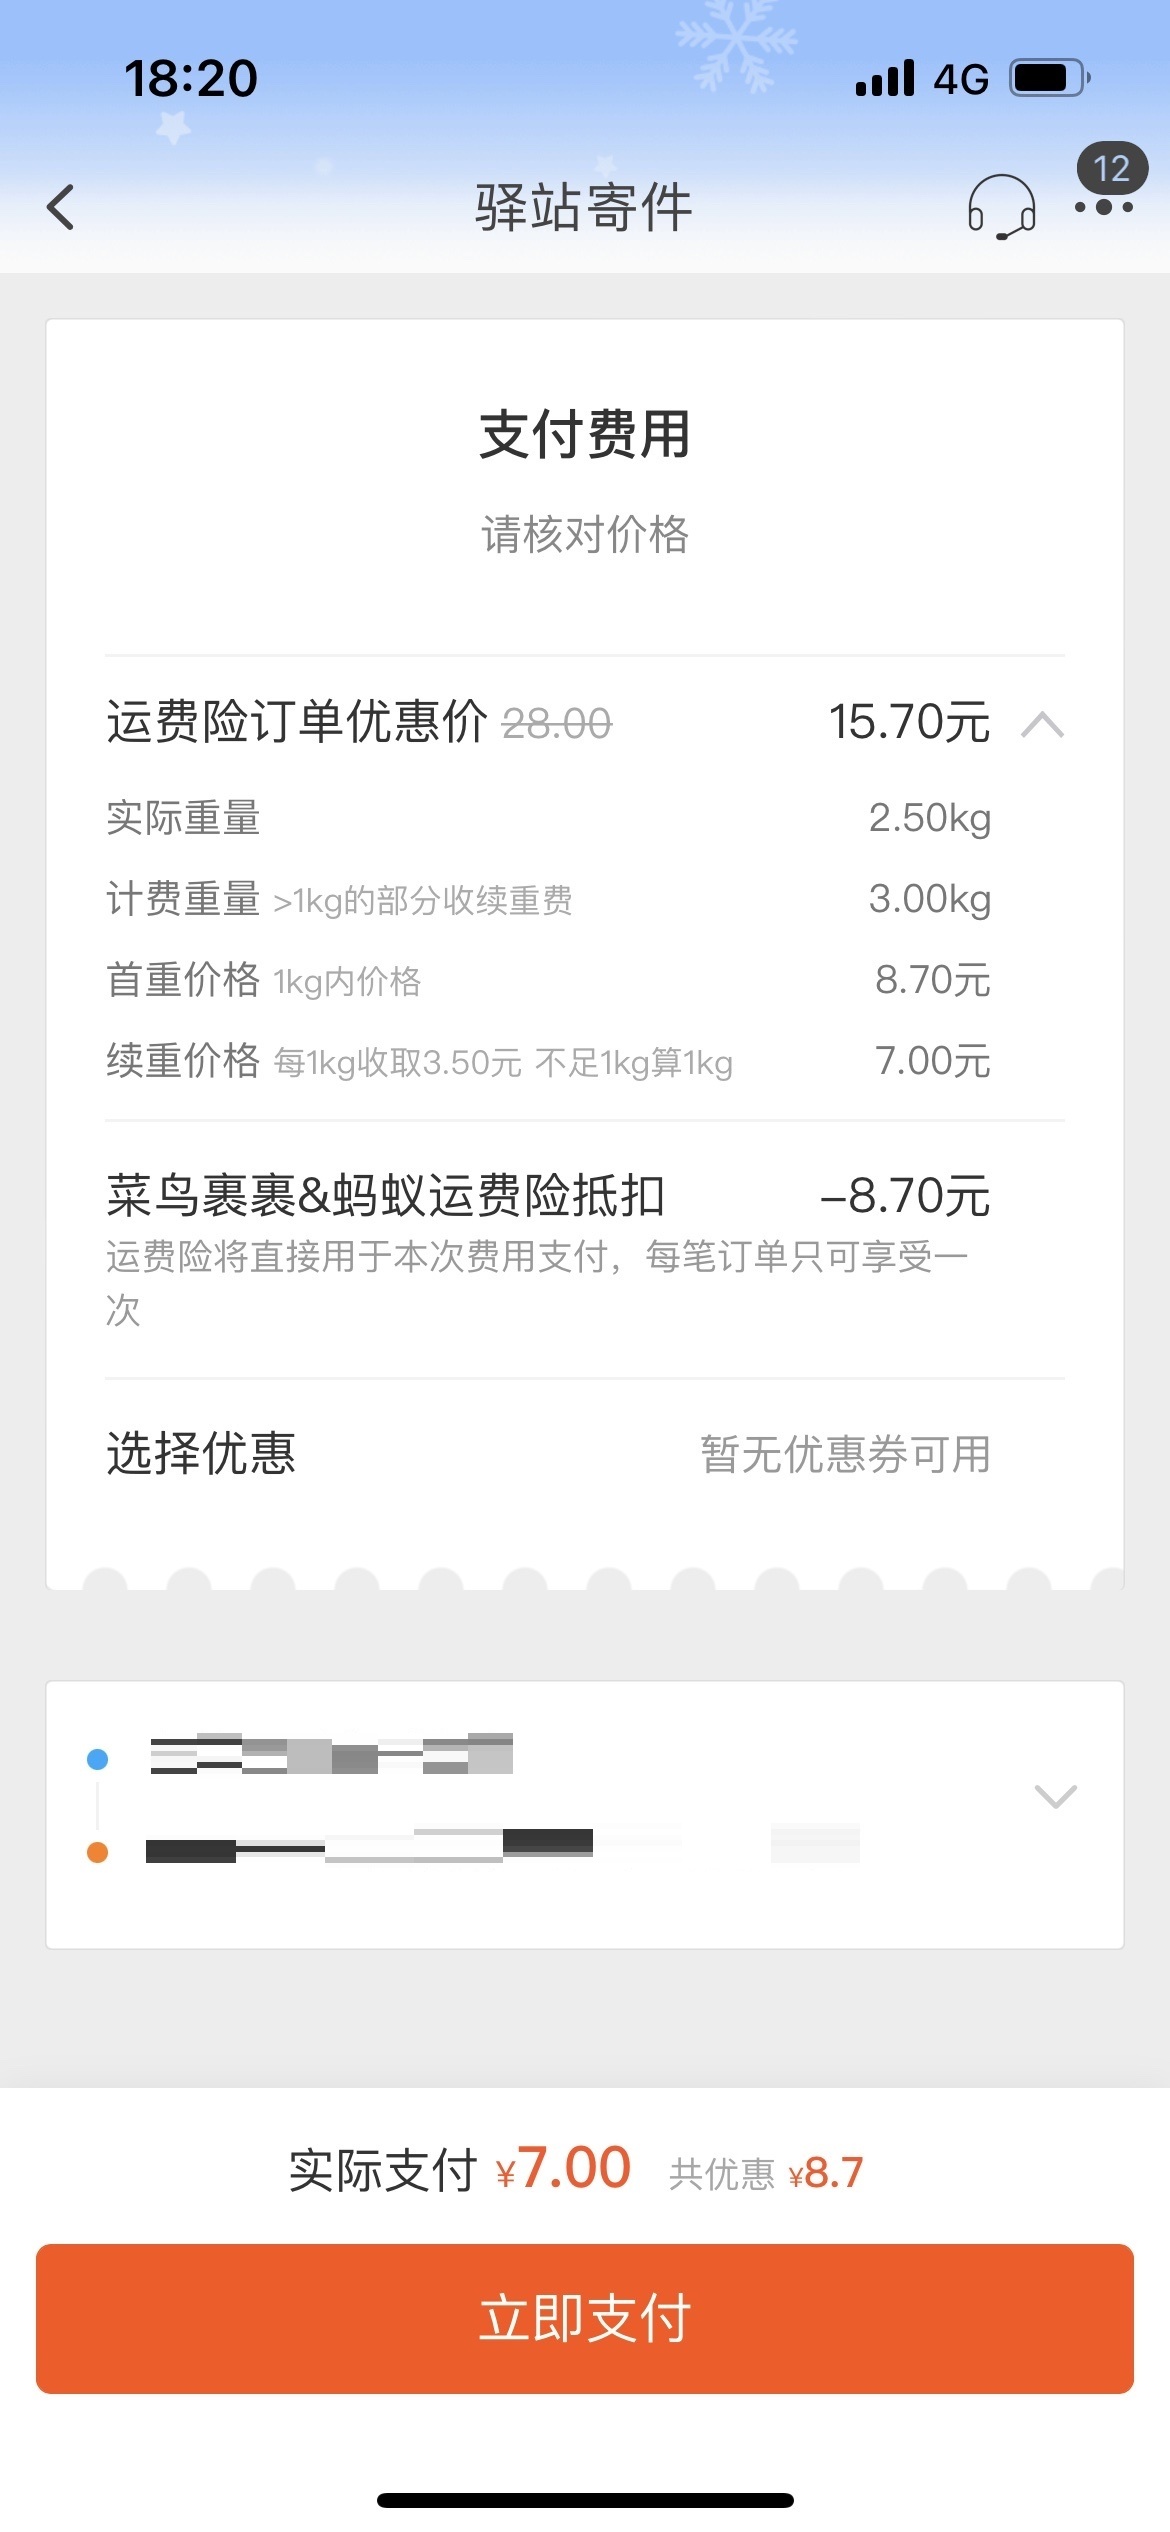 18:20
4G
12
驿站寄件
支付费用
请核对价格
运费险订单优惠价 28.00 15.70元
实际重量 2.50kg
计费重量 >1kg的部分收续重费 3.00kg
首重价格 1kg内价格 8.70元
续重价格 每1kg收取3.50元 不足1kg算1kg 7.00元
菜鸟裹裹&蚂蚁运费险抵扣 -8.70元
运费险将直接用于本次费用支付，每笔订单只可享受一
次
选择优惠 暂无优惠券可用
实际支付 ¥7.00 共优惠 ¥8.7
立即支付